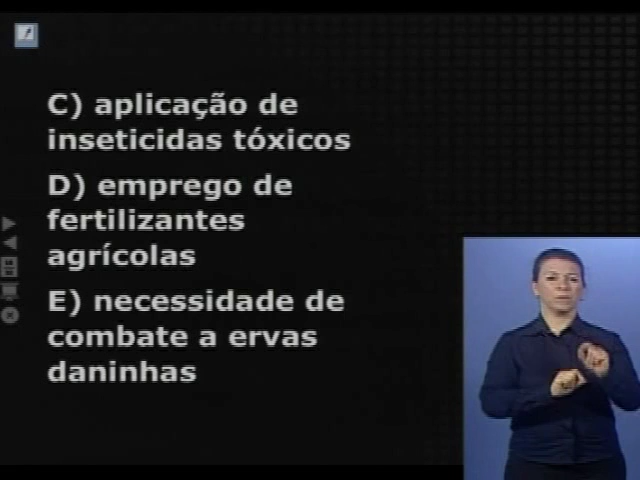 C) aplicação de
inseticidas tóxicos
D) emprego de
fertilizantes
agrícolas
E) necessidade de
combate a ervas
daninhas